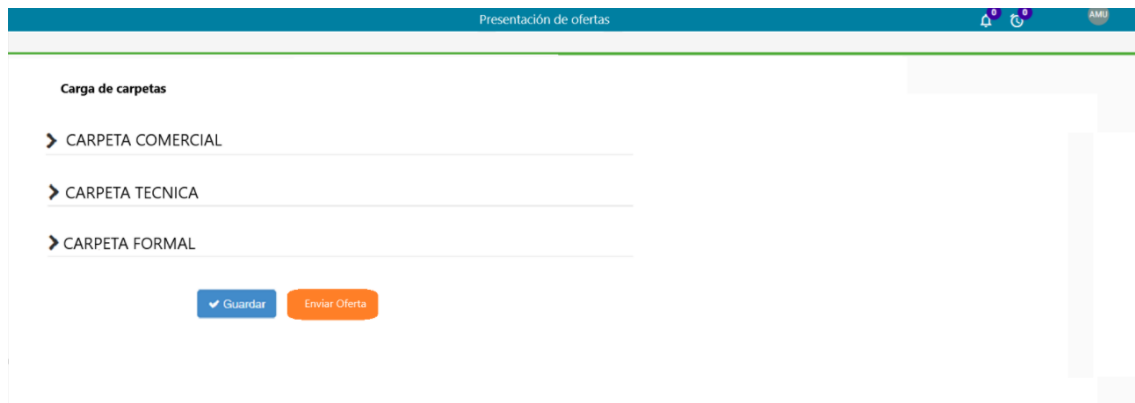 Presentación de ofertas
0
0
AMU
Carga de carpetas
CARPETA COMERCIAL
CARPETA TECNICA
CARPETA FORMAL
Guardar
Enviar Oferta